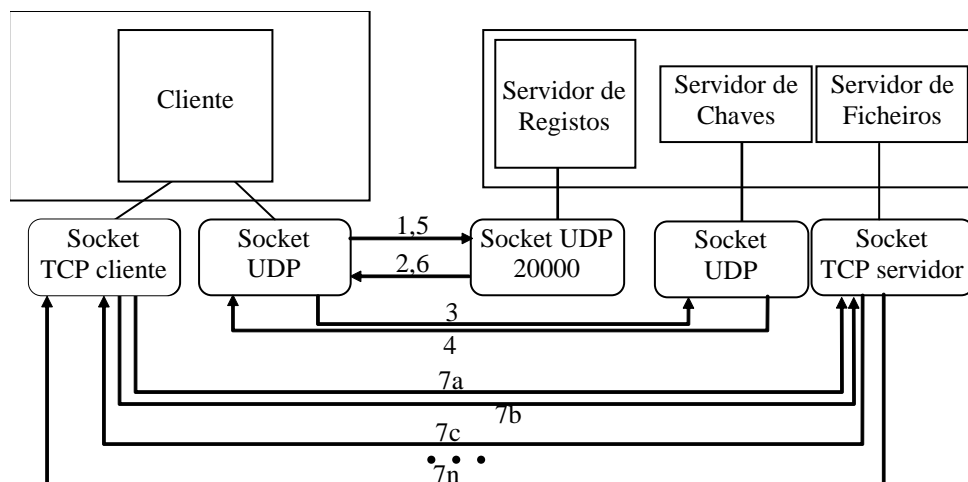 Cliente
Servidor de
Registos
Servidor de
Chaves
Servidor de
Ficheiros
Socket
TCP cliente
Socket
UDP
1,5
2,6
Socket UDP
20000
Socket
UDP
Socket
TCP servidor
3
4
7a
7b
7c
• • •
7n